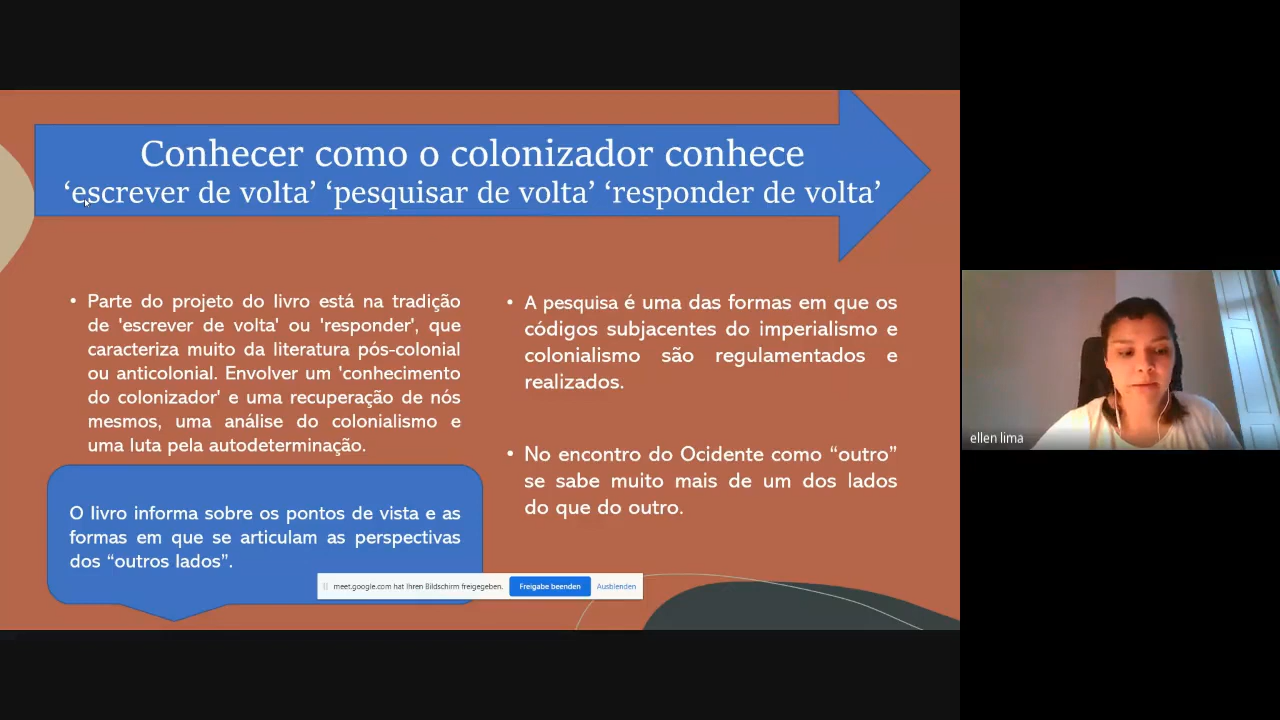 Conhecer como o colonizador conhece
‘escrever de volta’ ‘pesquisar de volta’ ‘responder de volta’
• Parte do projeto do livro está na tradição
de 'escrever de volta' ou 'responder', que
caracteriza muito da literatura pós-colonial
ou anticolonial. Envolver um 'conhecimento
do colonizador' e uma recuperação de nós
mesmos, uma análise do colonialismo e
uma luta pela autodeterminação.
O livro informa sobre os pontos de vista e as
formas em que se articulam as perspectivas
dos “outros lados”.
• A pesquisa é uma das formas em que os
códigos subjacentes do imperialismo e
colonialismo são regulamentados e
realizados.
• No encontro do Ocidente como “outro”
se sabe muito mais de um dos lados
do que do outro.
meet.google.com hat Ihren Bildschirm freigegeben.
Freigabe beenden
Ausblenden
ellen lima